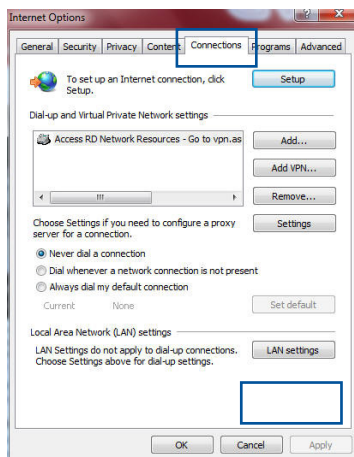 Internet Options
General Security Privacy Content Connections Programs Advanced
To set up an Internet connection, click
Setup.
Setup
Dial-up and Virtual Private Network settings
Access RD Network Resources - Go to vpn.as
Add...
Add VPN...
Remove...
Choose Settings if you need to configure a proxy
server for a connection.
Settings
Never dial a connection
Dial whenever a network connection is not present
Always dial my default connection
Current None
Set default
Local Area Network (LAN) settings
LAN Settings do not apply to dial-up connections.
Choose Settings above for dial-up settings.
LAN settings
OK Cancel Apply